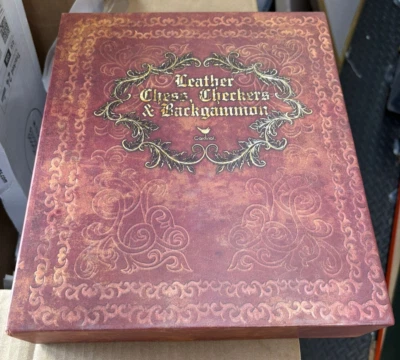 Leather
Chess, Checkers
& Backgammon